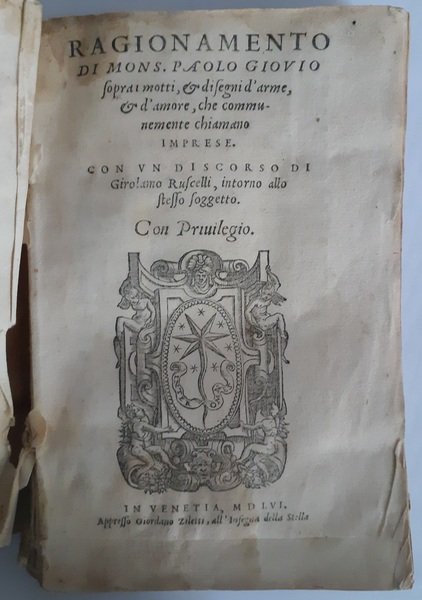 RAGIONAMENTO
DI MONS. PAOLO GIOVIO
sopra i motti, & disegni d'arme,
& d'amore, che commu-
nemente chiamano
IMPRESE.
CON VN DISCORSO DI
Girolamo Ruscelli, intorno allo
stesso soggetto.
Con Priuilegio.
IN VENETIA, MDLVI.
Appresso Giordano Ziletti, all'Insegna della Stella